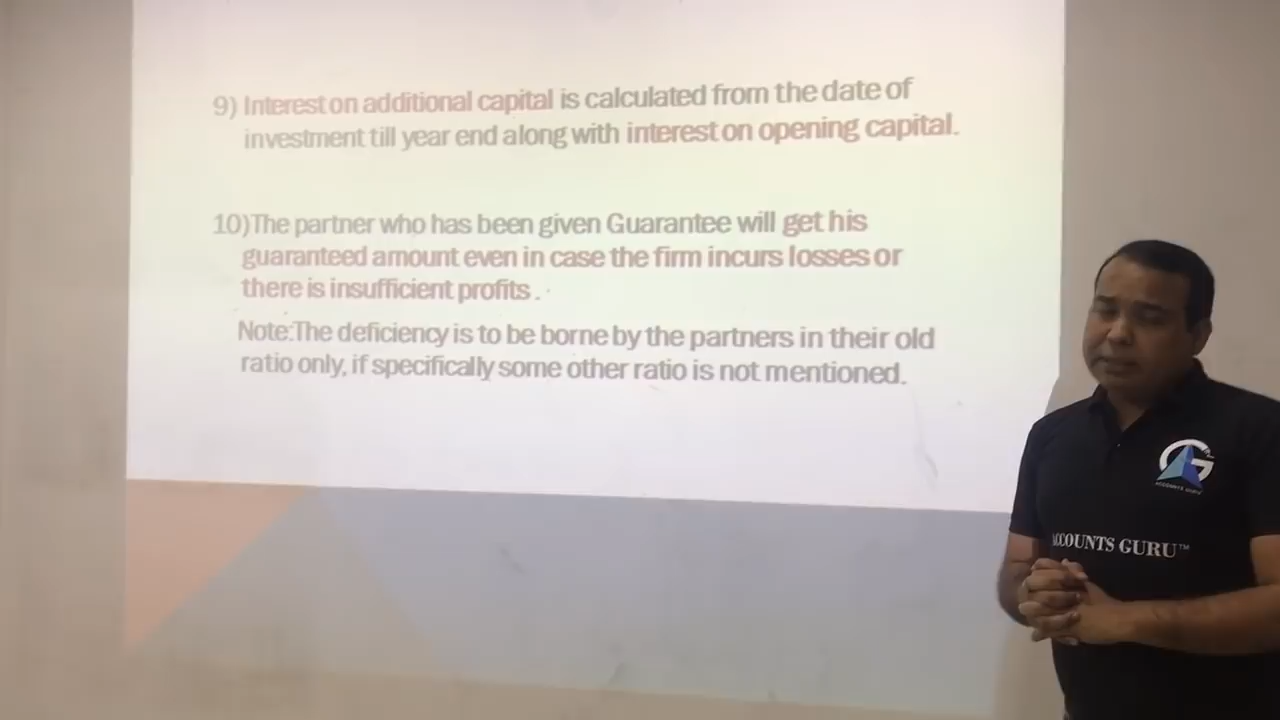 9) Interest on additional capital is calculated from the date of
investment till year end along with interest on opening capital.
10)The partner who has been given Guarantee will get his
guaranteed amount even in case the firm incurs losses or
there is insufficient profits.
Note:The deficiency is to be borne by the partners in their old
ratio only, if specifically some other ratio is not mentioned.
G
ACCOUNTS GURU
ACCOUNTS GURU™